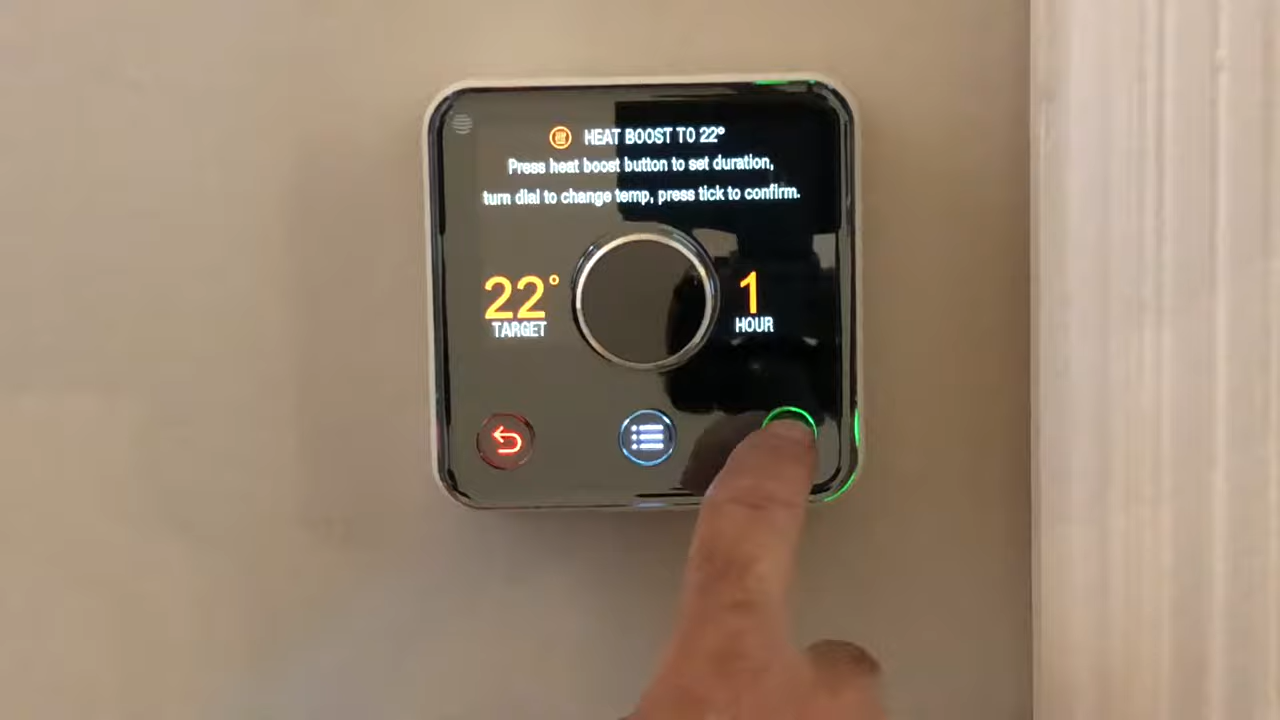 HEAT BOOST TO 22°
Press heat boost button to set duration,
turn dial to change temp, press tick to confirm.
22°
TARGET
1
HOUR